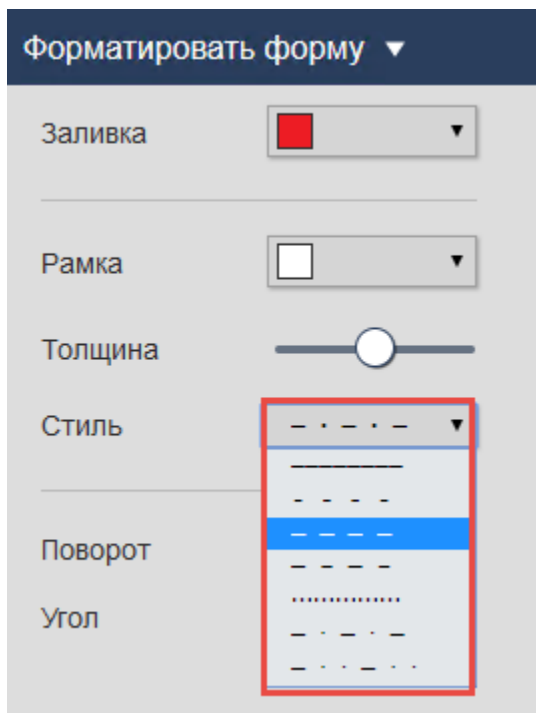 Форматировать форму
Заливка
Рамка
Толщина
Стиль
Поворот
Угол